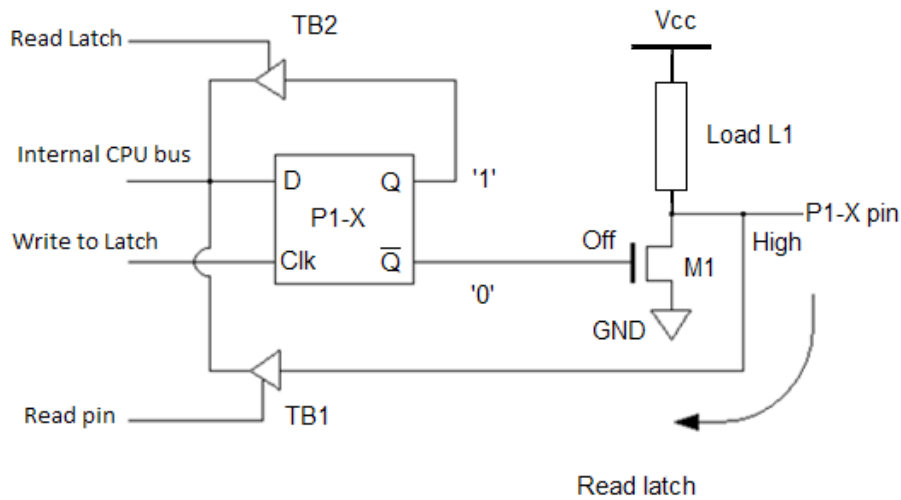 Read Latch
TB2
Vcc
Load L1
Internal CPU bus
D
Q
'1'
P1-X
P1-X pin
Write to Latch
Off
High
Clk
Q̅
M1
'0'
GND
Read pin
TB1
Read latch